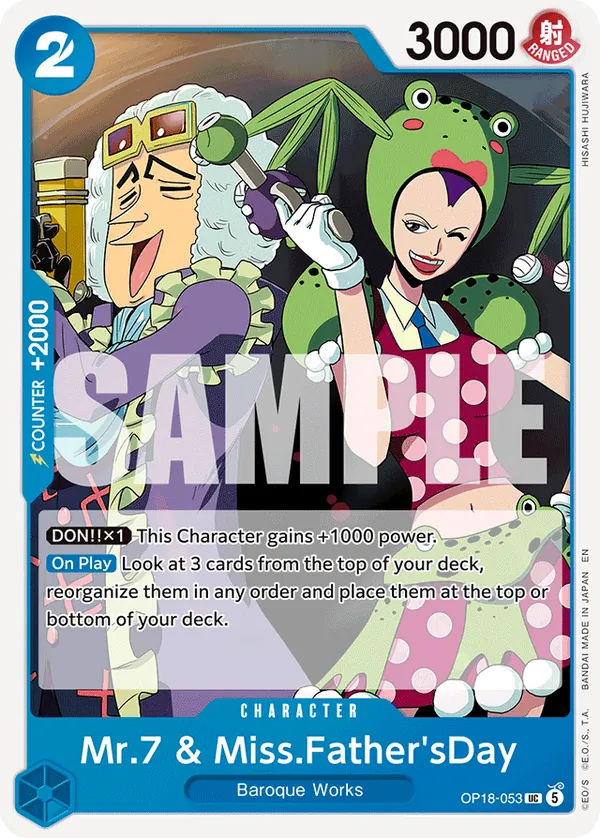 2
3000
射
RANGED
HISASHI HUJIWARA
COUNTER +2000
SAMPLE
DON!!×1 This Character gains +1000 power.
On Play Look at 3 cards from the top of your deck,
reorganize them in any order and place them at the top or
bottom of your deck.
CHARACTER
Mr.7 & Miss.Father'sDay
Baroque Works
OP18-053 UC 5
©E.O/S ©E.O./S., T.A. BANDAI MADE IN JAPAN EN